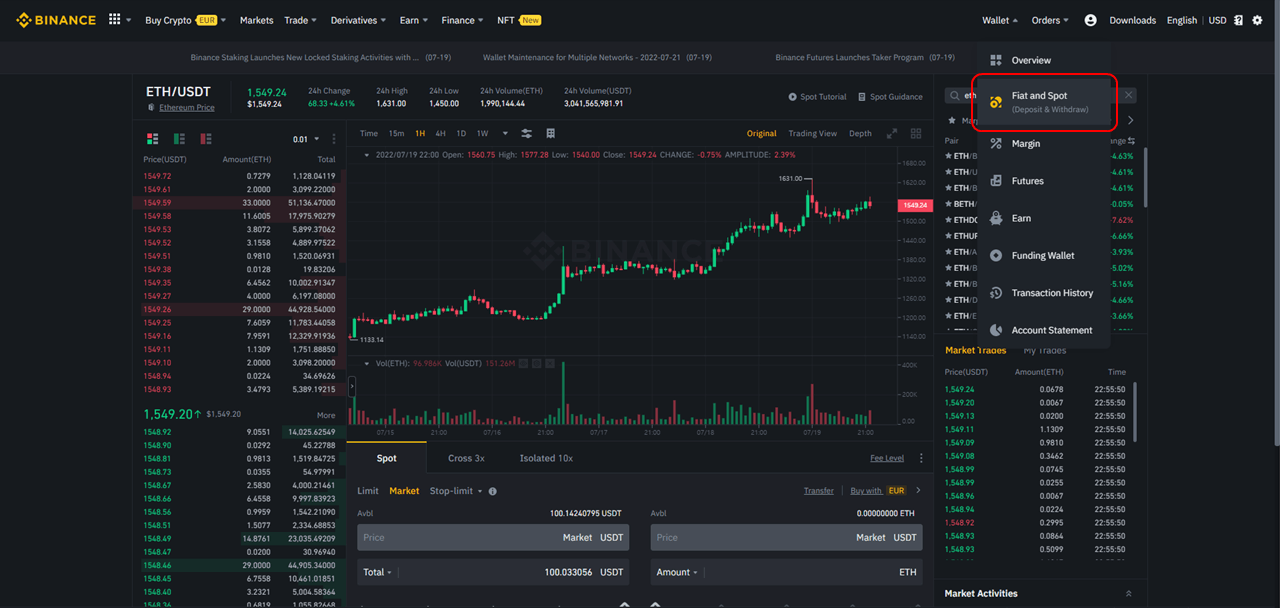 BINANCE
Buy Crypto EUR Markets Trade Derivatives Earn Finance NFT New Wallet Orders Downloads English USD
Binance Staking Launches New Locked Staking Activities with ... (07-19) Wallet Maintenance for Multiple Networks - 2022-07-21 (07-19) Binance Futures Launches Taker Program (07-19)
Overview
Fiat and Spot
(Deposit & Withdraw)
Margin
Futures
Earn
Funding Wallet
Transaction History
Account Statement
ETH/USDT
Ethereum Price
1,549.24
$1,549.24
24h Change
68.33 +4.61%
24h High
1,631.00
24h Low
1,450.00
24h Volume(ETH)
1,990,144.44
24h Volume(USDT)
3,041,565,981.91
Spot Tutorial Spot Guidance
0.01
Price(USDT) Amount(ETH) Total
1549.72 0.7279 1,128.04119
1549.61 2.0000 3,099.22000
1549.59 33.0000 51,136.47000
1549.58 11.6005 17,975.90279
1549.53 3.8072 5,899.37062
1549.52 3.1558 4,889.97522
1549.51 0.9810 1,520.06931
1549.38 0.0128 19.83206
1549.35 6.4562 10,002.91347
1549.27 4.0000 6,197.08000
1549.26 29.0000 44,928.54000
1549.25 7.6059 11,783.44058
1549.16 7.9591 12,329.91936
1549.11 1.1309 1,751.88850
1549.10 2.0000 3,098.20000
1548.94 0.0224 34.69626
1548.93 3.4793 5,389.19215
1,549.20↑ $1,549.20 More
1548.92 9.0551 14,025.62549
1548.90 0.0292 45.22788
1548.81 0.9813 1,519.84725
1548.73 0.0355 54.97991
1548.67 2.5830 4,000.21461
1548.66 6.4558 9,997.83923
1548.56 0.9959 1,542.21090
1548.51 1.5077 2,334.68853
1548.49 14.8761 23,035.49209
1548.47 0.0200 30.96940
1548.46 29.0000 44,905.34000
1548.45 6.7558 10,461.01851
1548.40 3.2321 5,004.58364
1548.36 0.6819 1,055.82668
Time 15m 1H 4H 1D 1W Original Trading View Depth
2022/07/19 22:00 Open: 1560.75 High: 1577.28 Low: 1540.00 Close: 1549.24 CHANGE: -0.75% AMPLITUDE: 2.39%
1680.00
1631.00
1620.00
1549.24
1500.00
1440.00
1380.00
1320.00
1260.00
1200.00
1140.00
1133.14
BINANCE
Vol(ETH): 96.986K Vol(USDT) 151.26M
400K
200K
0.00
07/15 21:00 07/16 21:00 07/17 21:00 07/18 21:00 07/19 21:00
Spot Cross 3x Isolated 10x Fee Level
Limit Market Stop-limit Transfer Buy with EUR
Avbl 100.14240795 USDT Avbl 0.00000000 ETH
Price Market USDT Price Market USDT
Total 100.033056 USDT Amount ETH
eth
Pair
ETH/ -4.63%
ETH/ -4.61%
ETH/ -4.61%
BETH/ -0.05%
ETHD -7.62%
ETHUP -6.66%
ETH/ -3.93%
ETH/ -5.02%
ETH/ -5.16%
ETH/ -4.66%
ETH/ -3.66%
Market Trades My Trades
Price(USDT) Amount(ETH) Time
1,549.24 0.0678 22:55:50
1,549.20 0.0067 22:55:50
1,549.13 0.0200 22:55:50
1,549.11 1.1309 22:55:50
1,549.09 0.9810 22:55:50
1,549.08 0.3462 22:55:50
1,548.99 0.0745 22:55:50
1,548.99 0.0255 22:55:50
1,548.96 0.0067 22:55:50
1,548.94 0.0224 22:55:50
1,548.92 0.2995 22:55:50
1,548.93 0.0864 22:55:50
1,548.93 0.5099 22:55:50
Market Activities